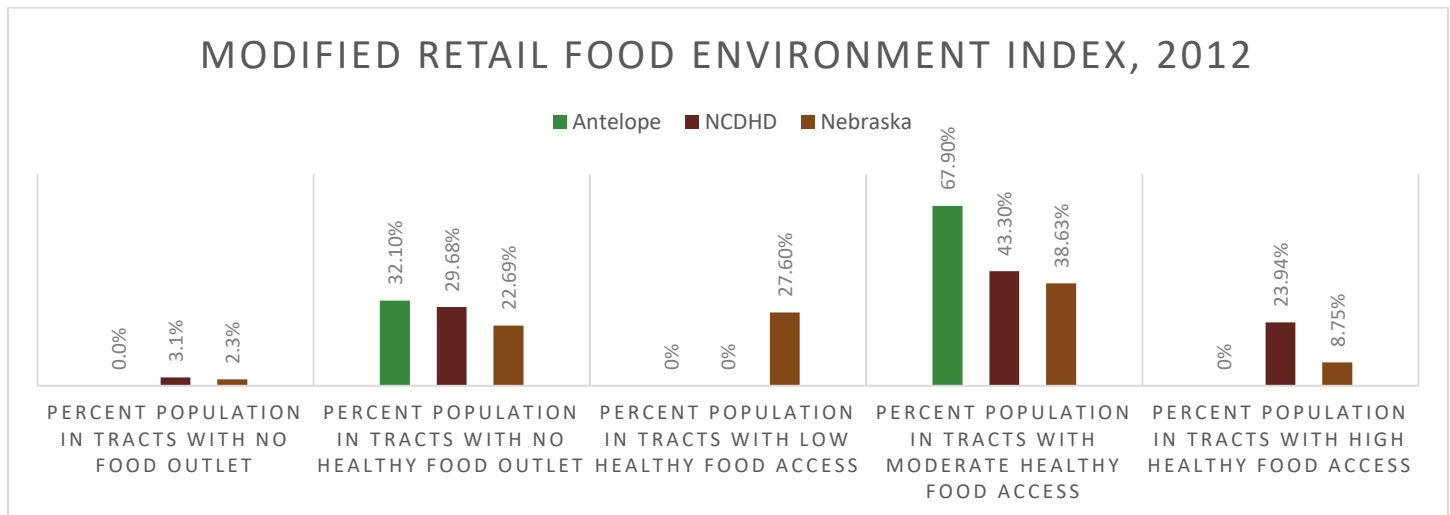 MODIFIED RETAIL FOOD ENVIRONMENT INDEX, 2012
Antelope NCDHD Nebraska
0.0%
3.1%
2.3%
32.10%
29.68%
22.69%
0%
0%
27.60%
67.90%
43.30%
38.63%
0%
23.94%
8.75%
PERCENT POPULATION
IN TRACTS WITH NO
FOOD OUTLET
PERCENT POPULATION
IN TRACTS WITH NO
HEALTHY FOOD OUTLET
PERCENT POPULATION
IN TRACTS WITH LOW
HEALTHY FOOD ACCESS
PERCENT POPULATION
IN TRACTS WITH
MODERATE HEALTHY
FOOD ACCESS
PERCENT POPULATION
IN TRACTS WITH HIGH
HEALTHY FOOD ACCESS